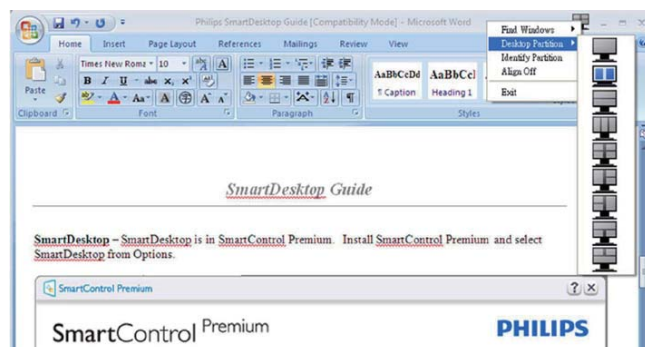 Philips SmartDesktop Guide [Compatibility Mode] - Microsoft Word
Find Windows
Desktop Partition
Identify Partition
Align Off
Exit
Home Insert Page Layout References Mailings Review View
Times New Roma 10
Paste
B I U abc x, x²
Aa A A
AaBbCcDd AaBbCcl
¶ Caption Heading 1
Clipboard Font Paragraph Styles
SmartDesktop Guide
SmartDesktop – SmartDesktop is in SmartControl Premium. Install SmartControl Premium and select
SmartDesktop from Options.
SmartControl Premium
SmartControl Premium PHILIPS